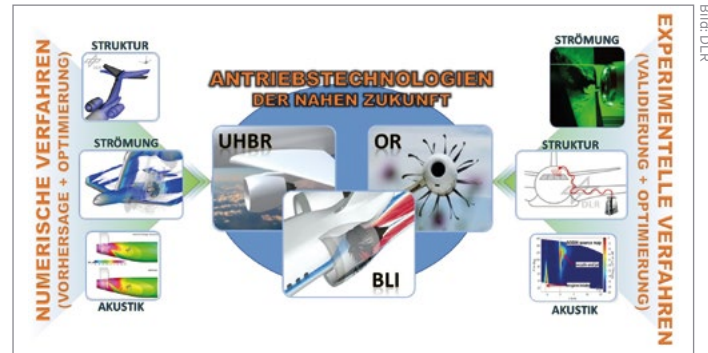 NUMERISCHE VERFAHREN
(VORHERSAGE + OPTIMIERUNG)
STRUKTUR
STRÖMUNG
AKUSTIK
ANTRIEBSTECHNOLOGIEN
DER NAHEN ZUKUNFT
UHBR
OR
BLI
STRÖMUNG
STRUKTUR
DLR
AKUSTIK
EXPERIMENTELLE VERFAHREN
(VALIDIERUNG + OPTIMIERUNG)
Bild: DLR